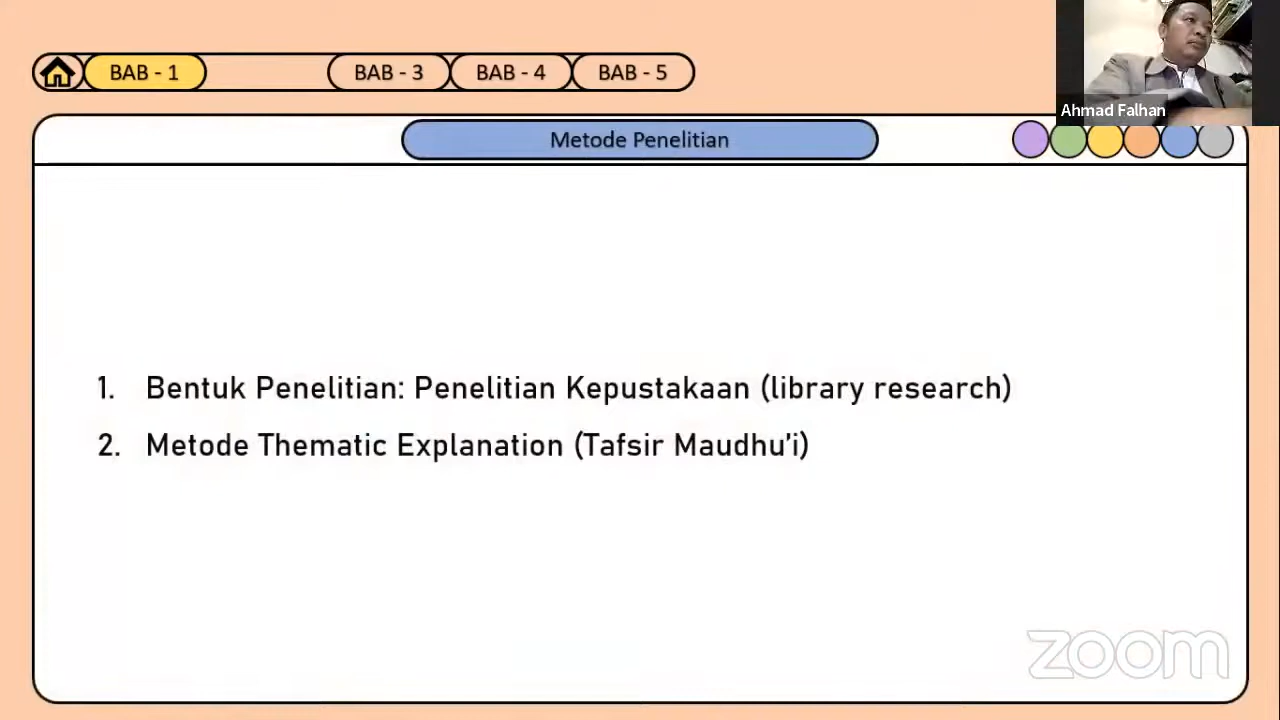 BAB - 1
BAB - 3
BAB - 4
BAB - 5
Ahmad Falhan
Metode Penelitian
1. Bentuk Penelitian: Penelitian Kepustakaan (library research)
2. Metode Thematic Explanation (Tafsir Maudhu'i)
zoom